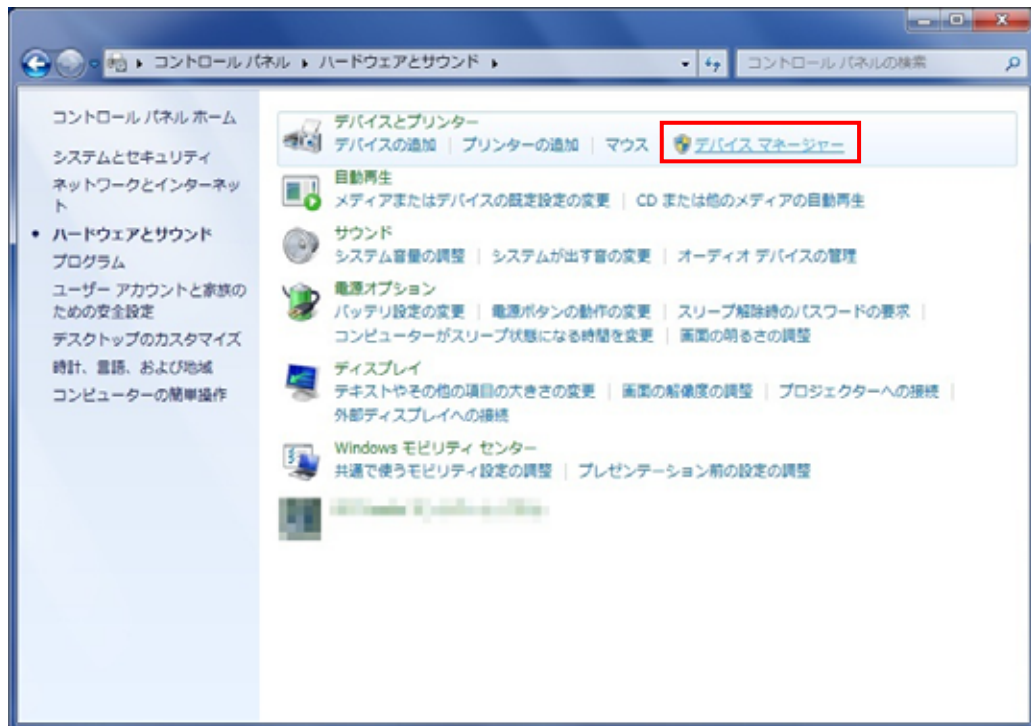 コントロール パネル ハードウェアとサウンド コントロール パネルの検索
コントロール パネル ホーム
システムとセキュリティ
ネットワークとインターネッ
ト
ハードウェアとサウンド
プログラム
ユーザー アカウントと家族の
ための安全設定
デスクトップのカスタマイズ
時計、言語、および地域
コンピューターの簡単操作
デバイスとプリンター
デバイスの追加 | プリンターの追加 | マウス | デバイス マネージャー
自動再生
メディアまたはデバイスの既定設定の変更 | CD または他のメディアの自動再生
サウンド
システム音量の調整 | システムが出す音の変更 | オーディオ デバイスの管理
電源オプション
バッテリ設定の変更 | 電源ボタンの動作の変更 | スリープ解除時のパスワードの要求 |
コンピューターがスリープ状態になる時間を変更 | 画面の明るさの調整
ディスプレイ
テキストやその他の項目の大きさの変更 | 画面の解像度の調整 | プロジェクターへの接続 |
外部ディスプレイへの接続
Windows モビリティ センター
共通で使うモビリティ設定の調整 | プレゼンテーション前の設定の調整